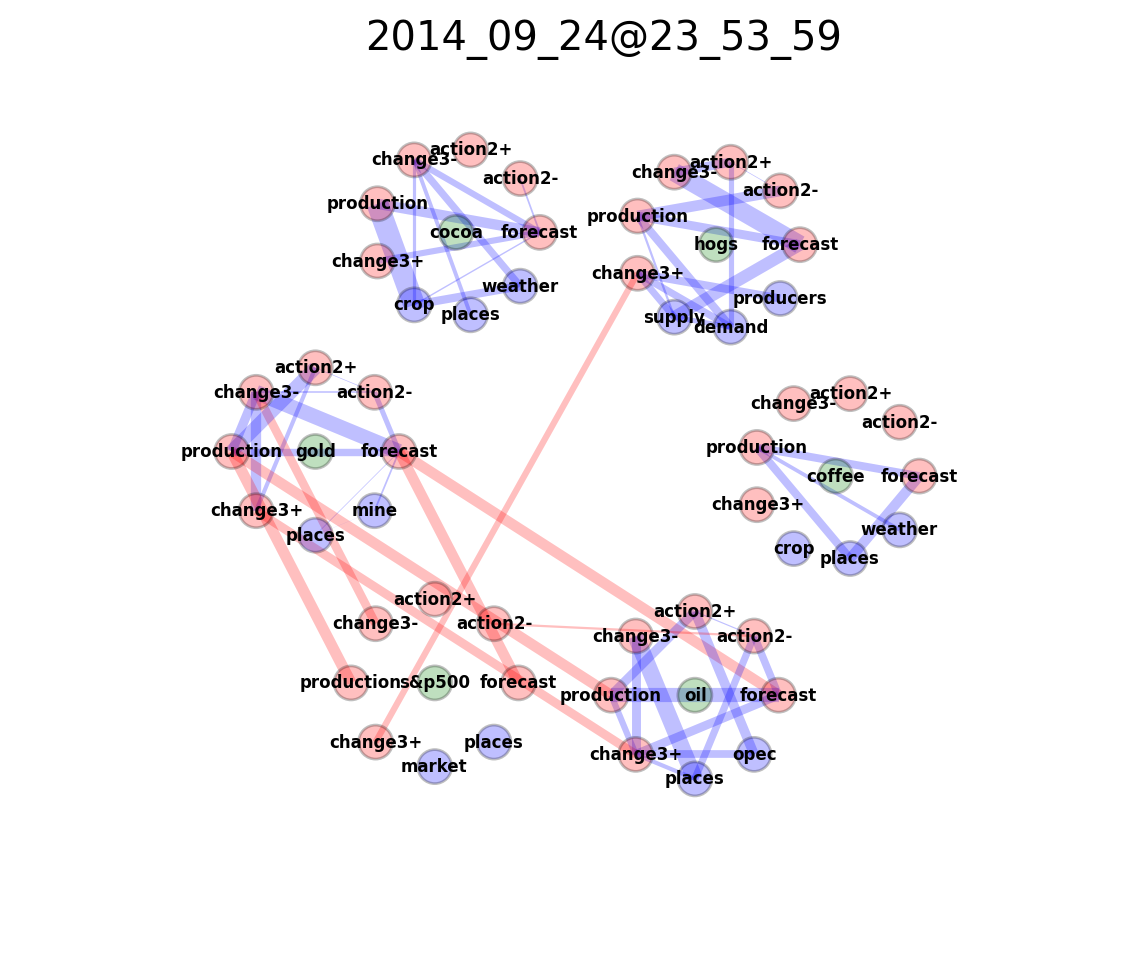 2014_09_24@23_53_59
action2+
change3-
action2-
production
cocoa
forecast
change3+
weather
crop
places
action2+
change3-
action2-
production
hogs
forecast
change3+
producers
supply
demand
action2+
change3-
action2-
production
gold
forecast
change3+
mine
places
action2+
change3-
action2-
production
coffee
forecast
change3+
weather
crop
places
action2+
change3-
action2-
production
s&p500
forecast
change3+
places
market
action2+
change3-
action2-
production
oil
forecast
change3+
opec
places